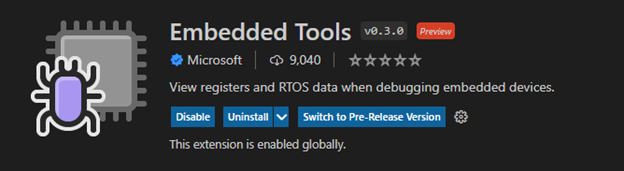 Embedded Tools v0.3.0 Preview
Microsoft 9,040
View registers and RTOS data when debugging embedded devices.
Disable Uninstall Switch to Pre-Release Version
This extension is enabled globally.